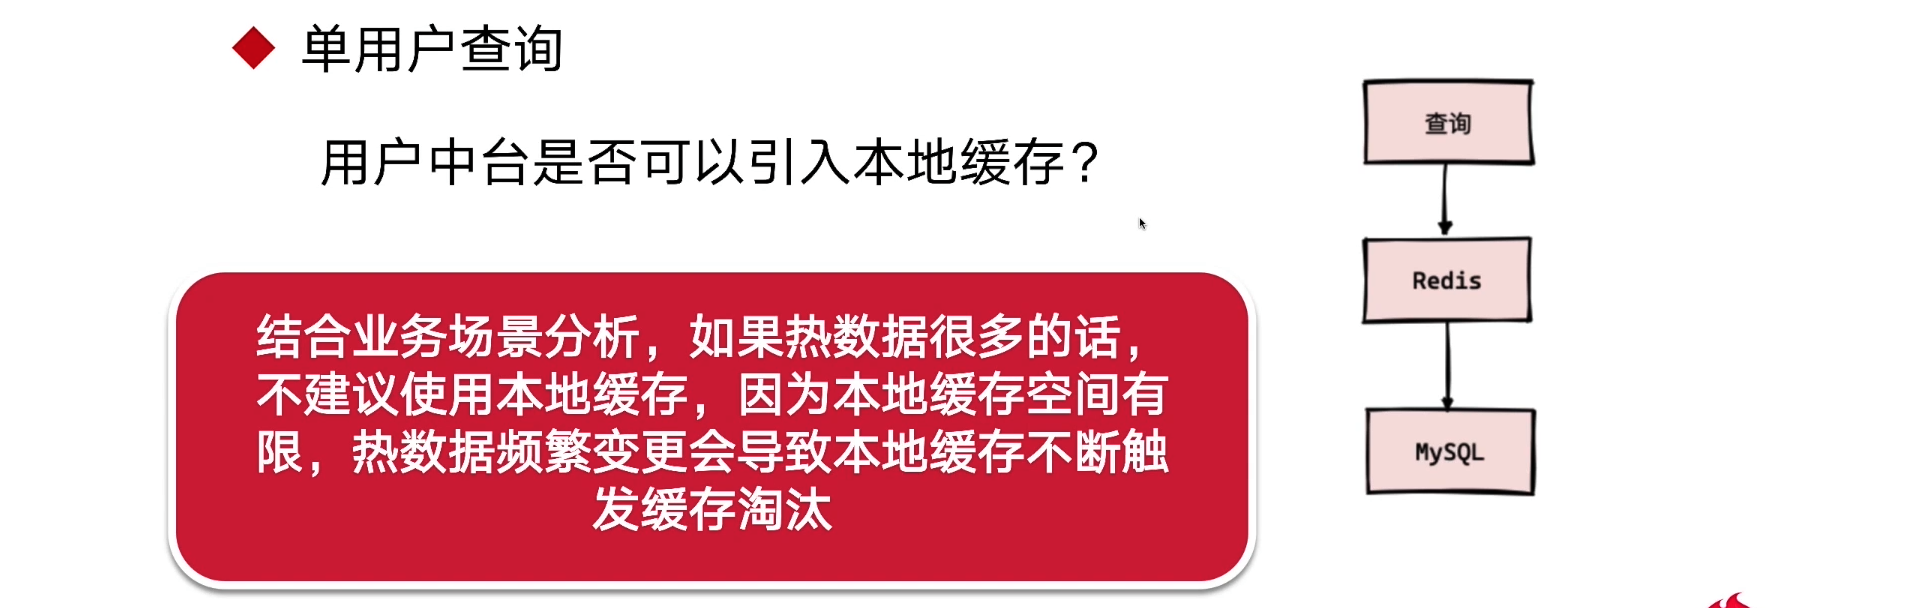 单用户查询
用户中台是否可以引入本地缓存？
结合业务场景分析，如果热数据很多的话，
不建议使用本地缓存，因为本地缓存空间有
限，热数据频繁变更会导致本地缓存不断触
发缓存淘汰
查询
Redis
MySQL